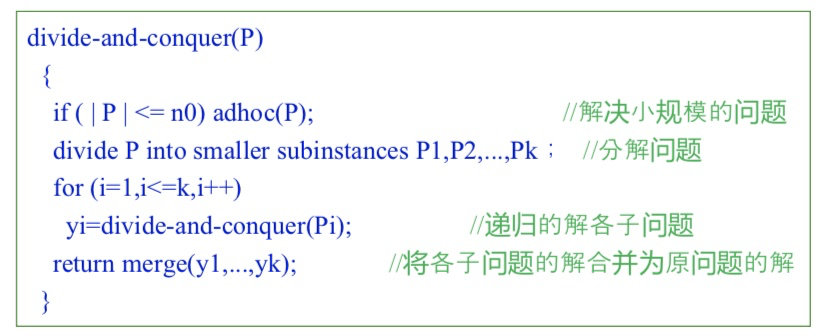 divide-and-conquer(P)
{
if ( | P | <= n0) adhoc(P); //解决小规模的问题
divide P into smaller subinstances P1,P2,...,Pk； //分解问题
for (i=1,i<=k,i++)
yi=divide-and-conquer(Pi); //递归的解各子问题
return merge(y1,...,yk); //将各子问题的解合并为原问题的解
}